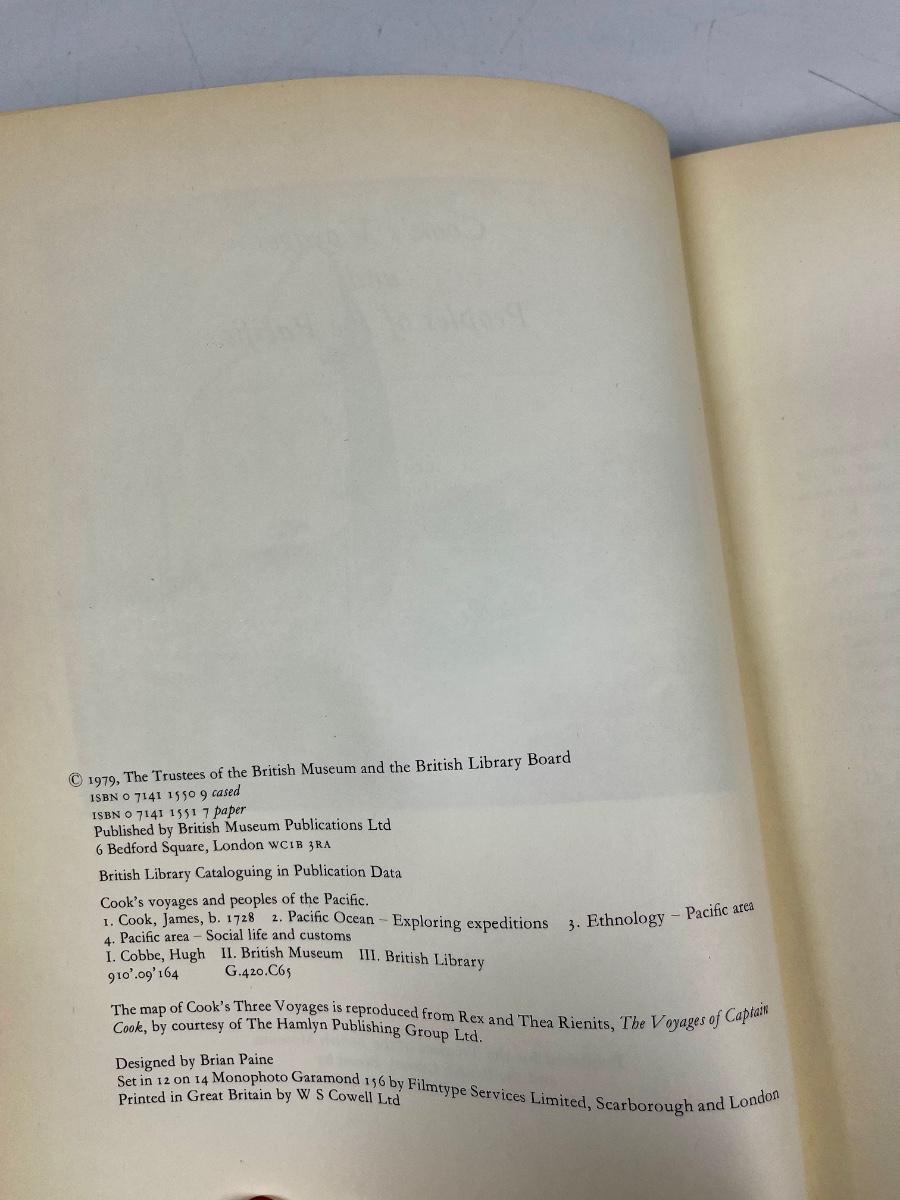 © 1979, The Trustees of the British Museum and the British Library Board
ISBN 0 7141 1550 9 cased
ISBN 0 7141 1551 7 paper
Published by British Museum Publications Ltd
6 Bedford Square, London WC1B 3RA
British Library Cataloguing in Publication Data
Cook's voyages and peoples of the Pacific.
1. Cook, James, b. 1728 2. Pacific Ocean – Exploring expeditions 3. Ethnology – Pacific area
4. Pacific area – Social life and customs
I. Cobbe, Hugh II. British Museum III. British Library
910'.09'164 G.420.C65
The map of Cook's Three Voyages is reproduced from Rex and Thea Rienits, The Voyages of Captain
Cook, by courtesy of The Hamlyn Publishing Group Ltd.
Designed by Brian Paine
Set in 12 on 14 Monophoto Garamond 156 by Filmtype Services Limited, Scarborough and London
Printed in Great Britain by W S Cowell Ltd